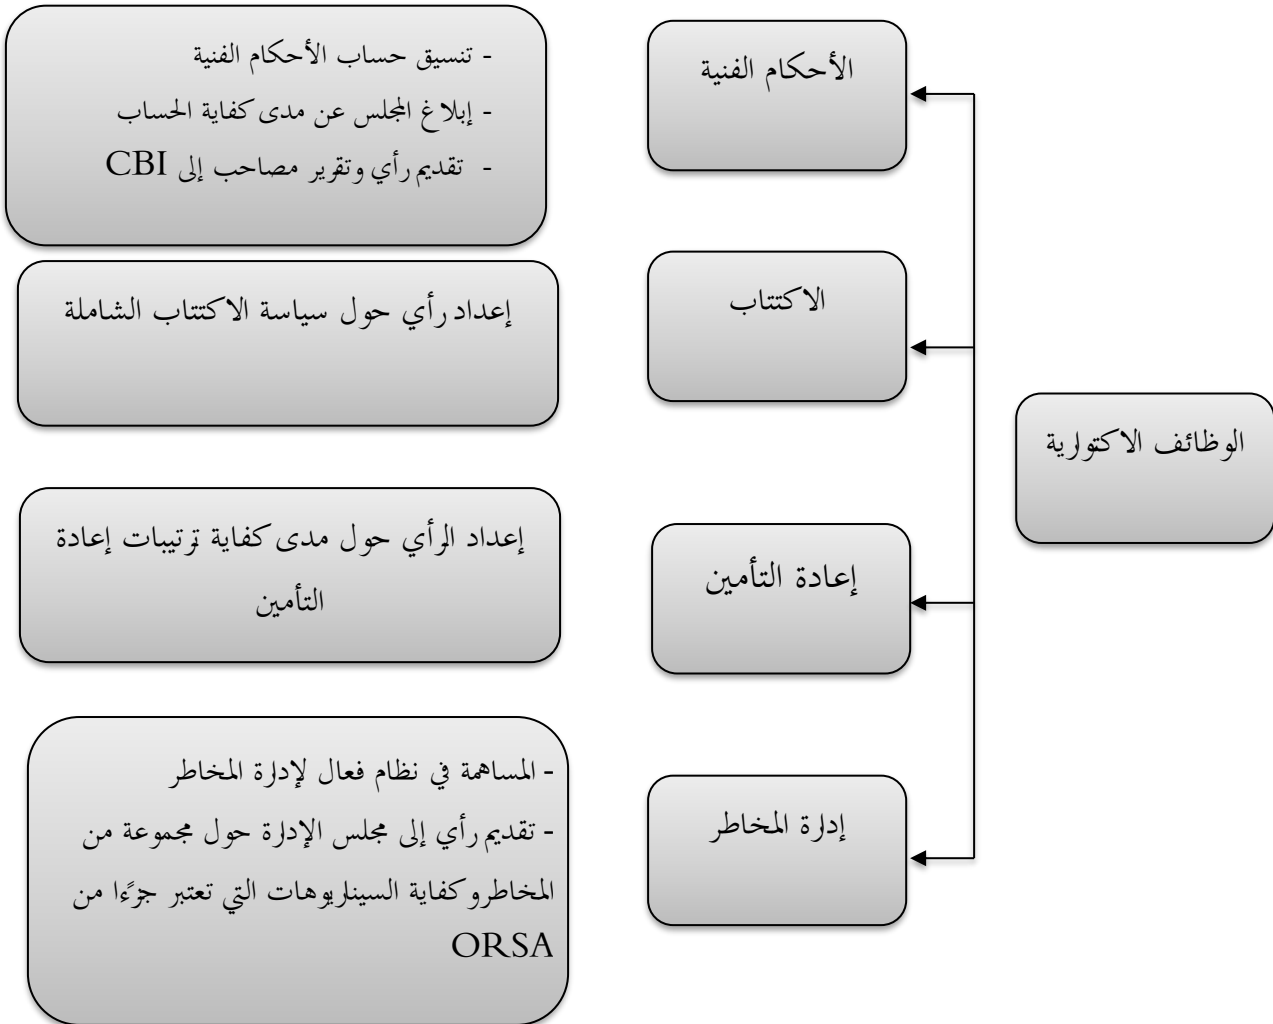 الوظائف الاكتوارية
الأحكام الفنية
- تنسيق حساب الأحكام الفنية
- إبلاغ المجلس عن مدى كفاية الحساب
- تقديم رأي وتقرير مصاحب إلى CBI
الاكتتاب
إعداد رأي حول سياسة الاكتتاب الشاملة
إعادة التأمين
إعداد الرأي حول مدى كفاية ترتيبات إعادة
التأمين
إدارة المخاطر
- المساهمة في نظام فعال لإدارة المخاطر
- تقديم رأي إلى مجلس الإدارة حول مجموعة من
المخاطر وكفاية السيناريوهات التي تعتبر جزءًا من
ORSA